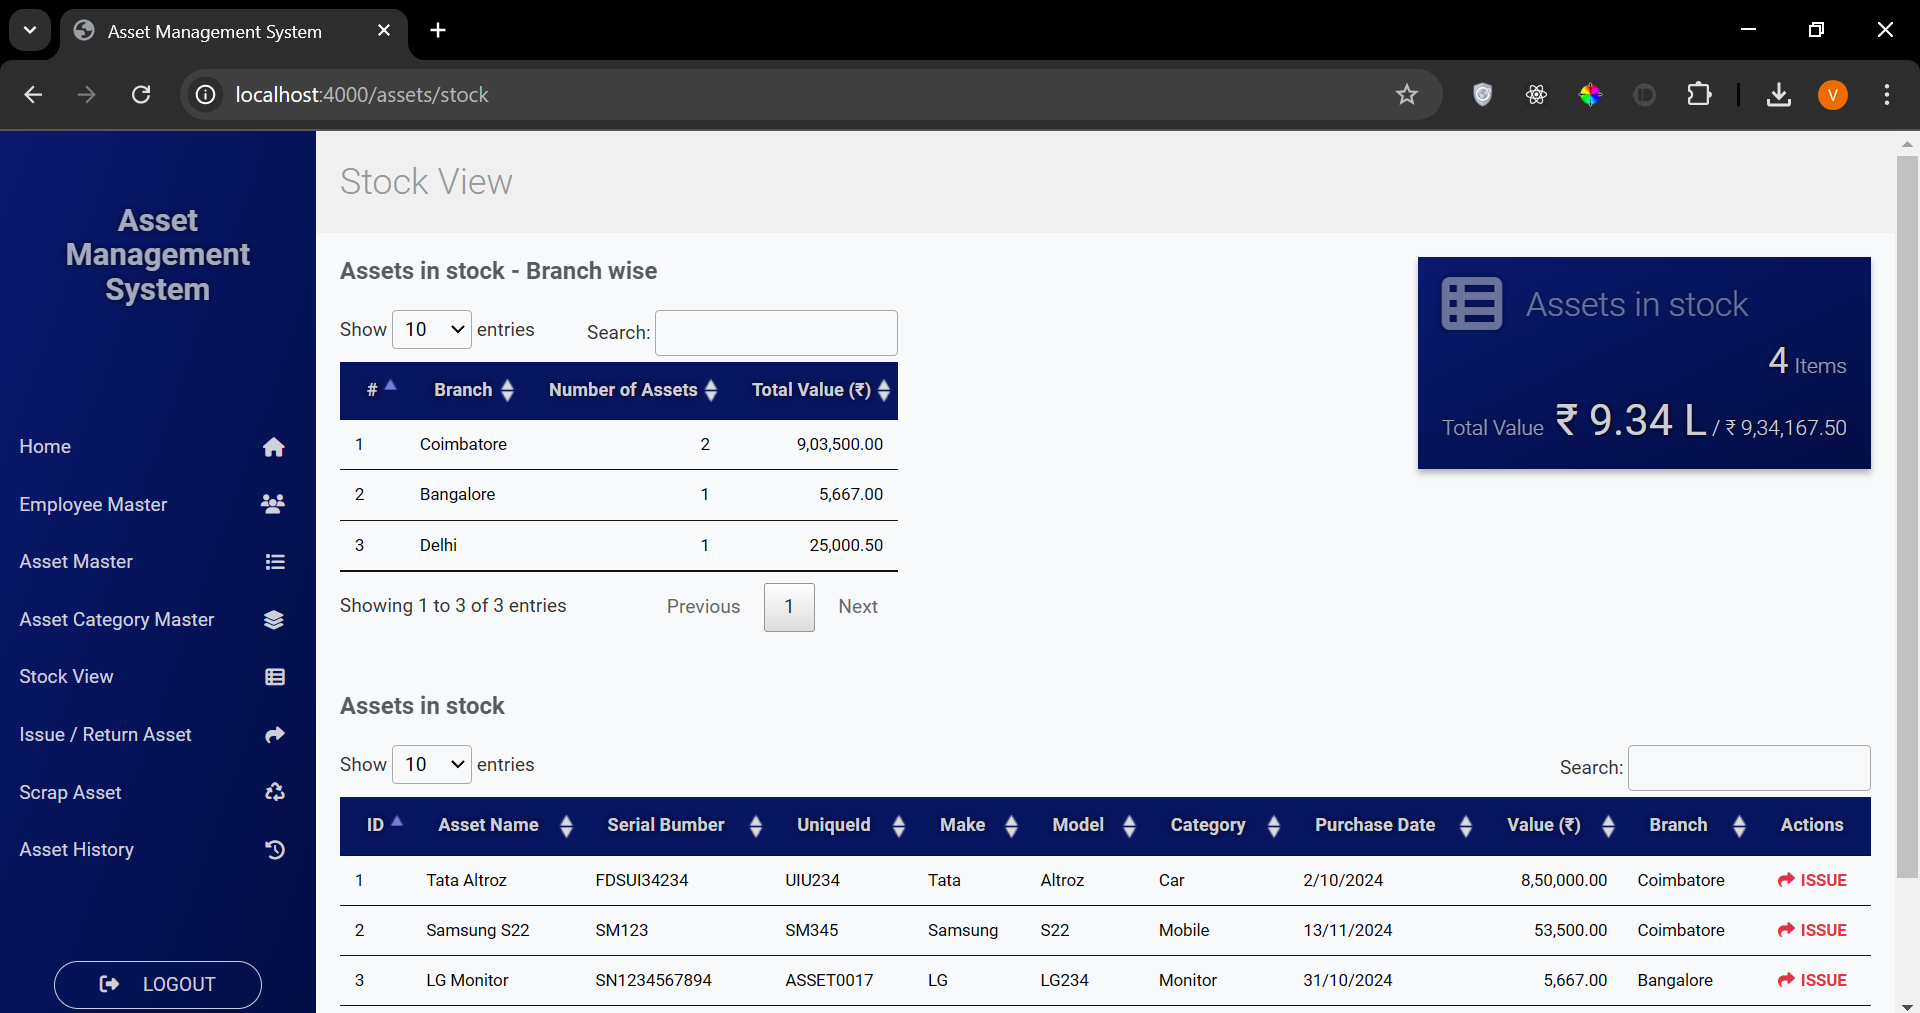 Asset Management System
localhost:4000/assets/stock
V
Asset
Management
System
Home
Employee Master
Asset Master
Asset Category Master
Stock View
Issue / Return Asset
Scrap Asset
Asset History
LOGOUT
Stock View
Assets in stock - Branch wise
Show 10 entries Search:
# Branch Number of Assets Total Value (₹)
1 Coimbatore 2 9,03,500.00
2 Bangalore 1 5,667.00
3 Delhi 1 25,000.50
Showing 1 to 3 of 3 entries Previous 1 Next
Assets in stock
4 Items
Total Value ₹ 9.34 L / ₹ 9,34,167.50
Assets in stock
Show 10 entries Search:
ID Asset Name Serial Bumber UniqueId Make Model Category Purchase Date Value (₹) Branch Actions
1 Tata Altroz FDSUI34234 UIU234 Tata Altroz Car 2/10/2024 8,50,000.00 Coimbatore ISSUE
2 Samsung S22 SM123 SM345 Samsung S22 Mobile 13/11/2024 53,500.00 Coimbatore ISSUE
3 LG Monitor SN1234567894 ASSET0017 LG LG234 Monitor 31/10/2024 5,667.00 Bangalore ISSUE